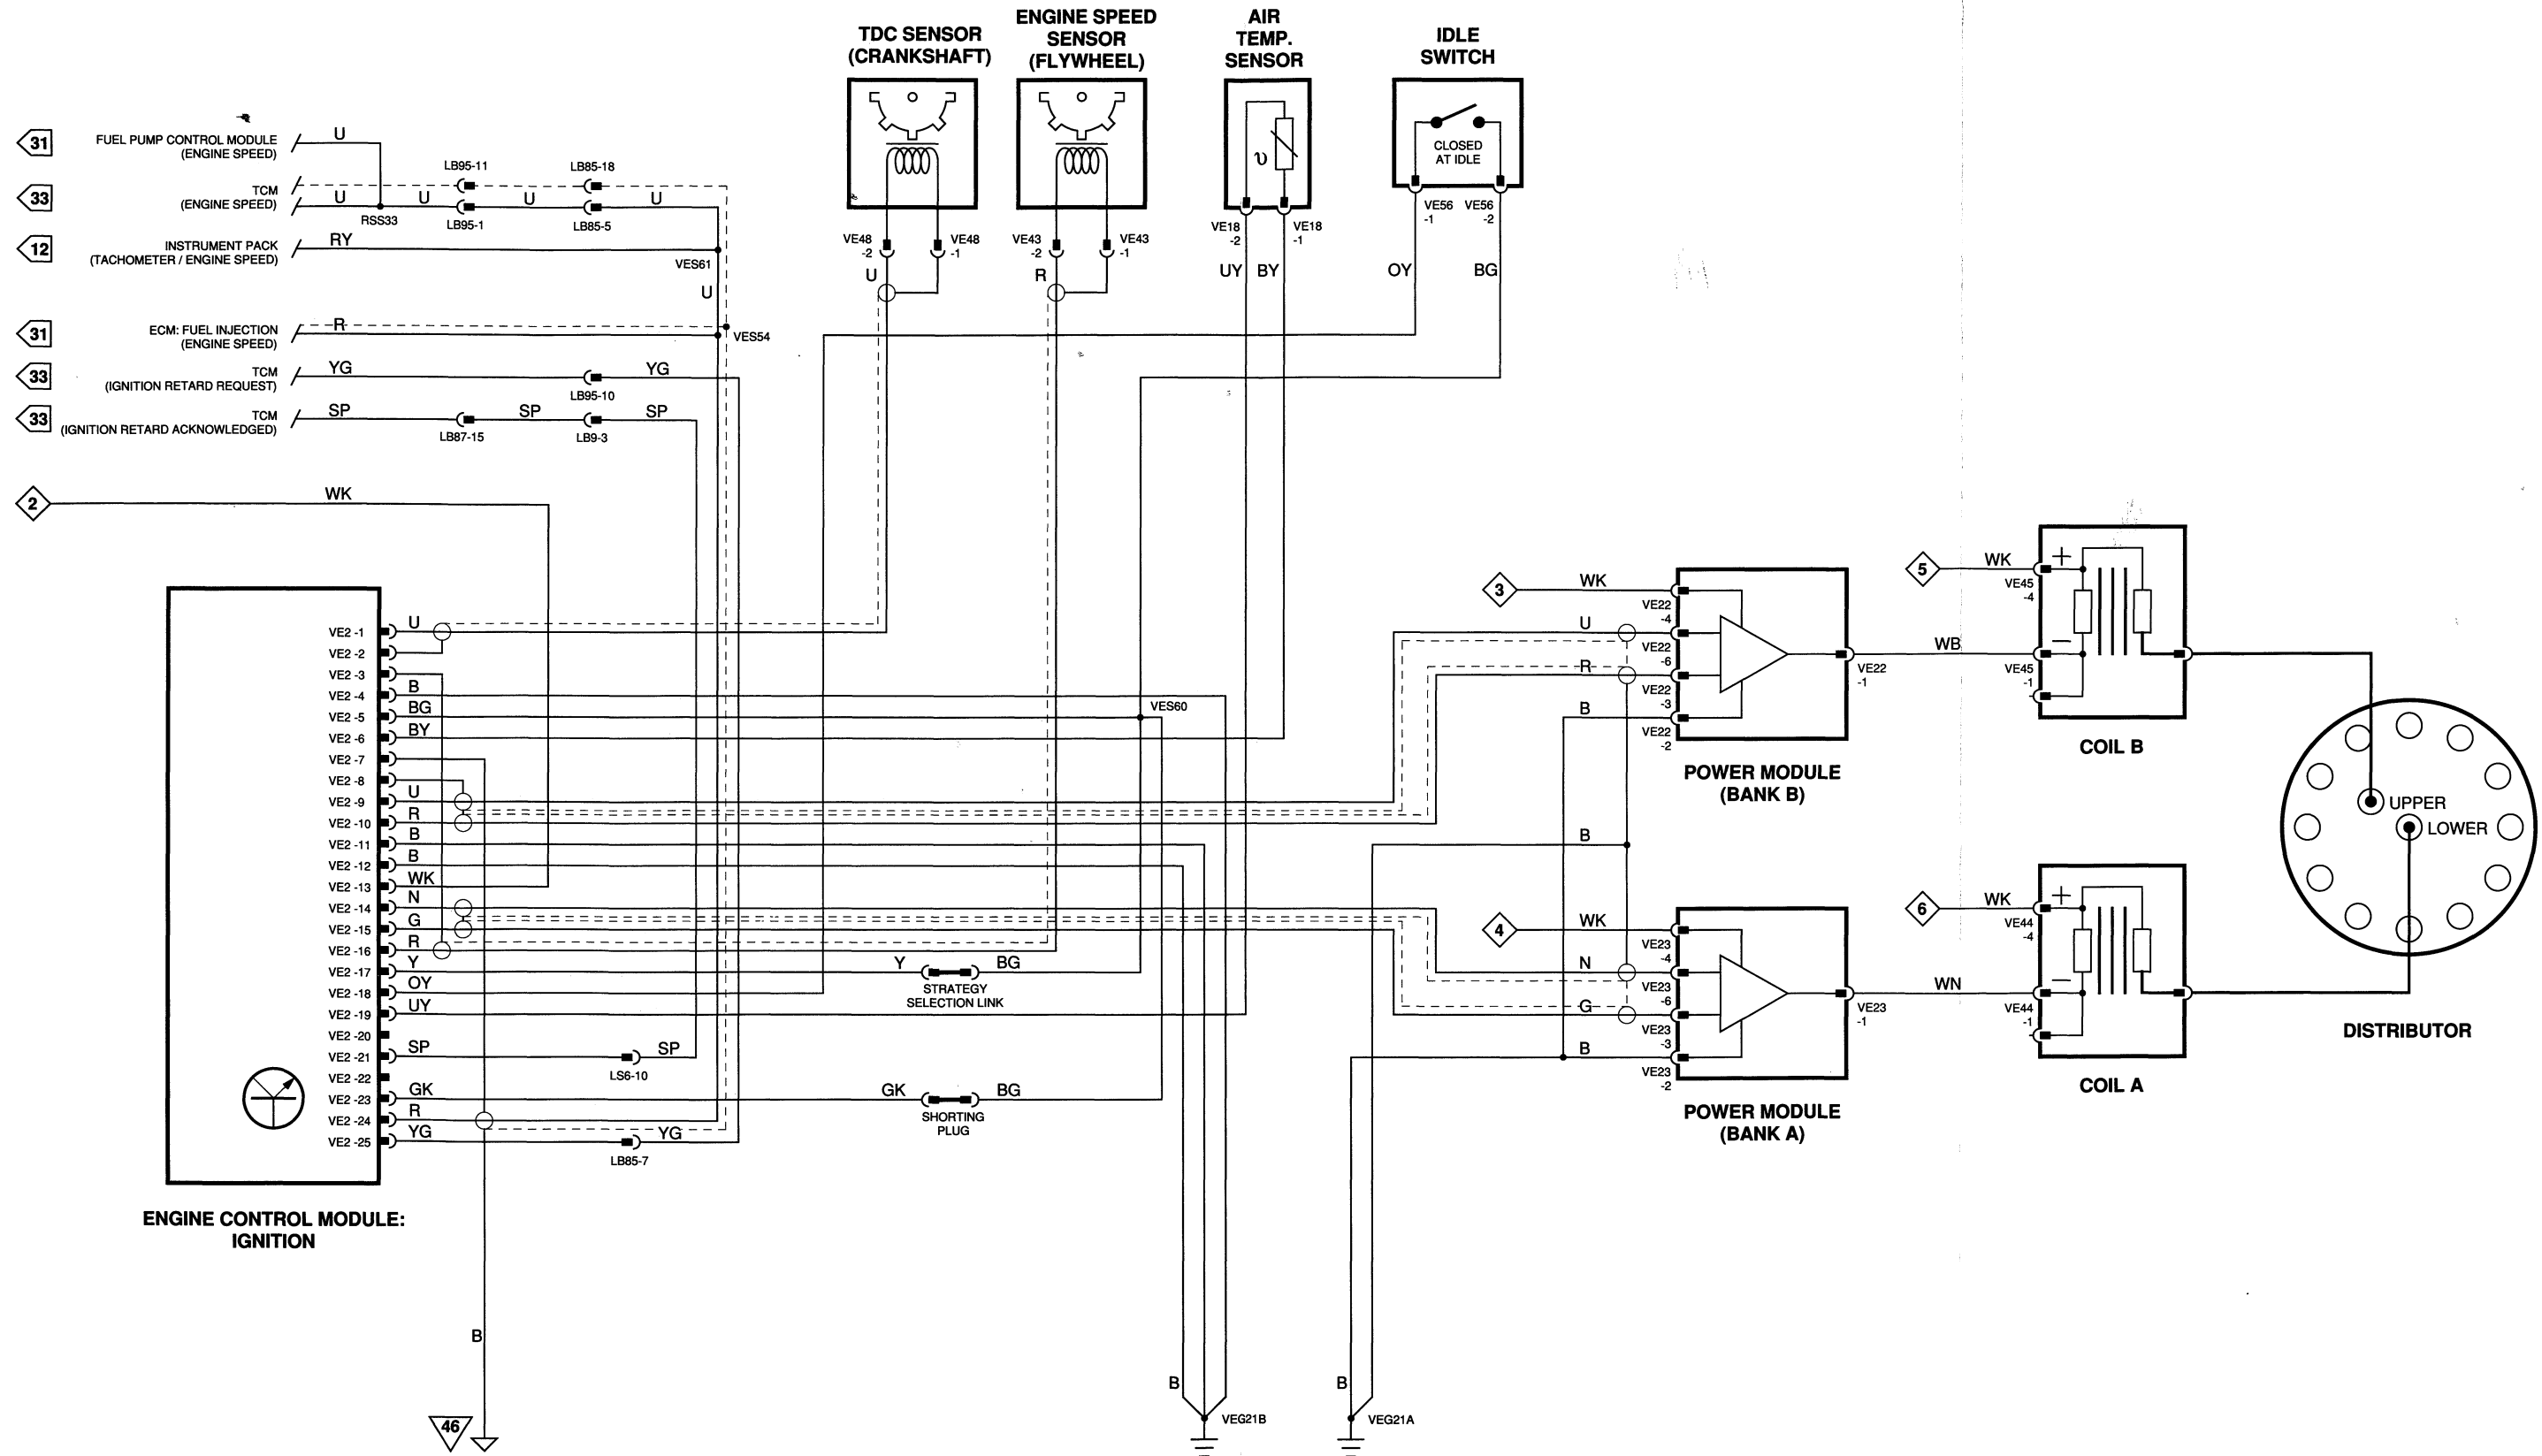 TDC SENSOR
(CRANKSHAFT)
ENGINE SPEED
SENSOR
(FLYWHEEL)
AIR
TEMP.
SENSOR
IDLE
SWITCH
CLOSED
AT IDLE
υ
31
FUEL PUMP CONTROL MODULE
(ENGINE SPEED)
U
33
TCM
(ENGINE SPEED)
U
RSS33
U
LB95-11
LB95-1
U
LB85-18
LB85-5
U
12
INSTRUMENT PACK
(TACHOMETER / ENGINE SPEED)
RY
VES61
U
31
ECM: FUEL INJECTION
(ENGINE SPEED)
R
VES54
33
TCM
(IGNITION RETARD REQUEST)
YG
LB95-10
YG
33
TCM
(IGNITION RETARD ACKNOWLEDGED)
SP
LB87-15
SP
LB9-3
SP
VE48
-2
VE48
-1
U
VE43
-2
VE43
-1
R
VE18
-2
VE18
-1
UY
BY
VE56
-1
VE56
-2
OY
BG
2
WK
VE2 -1
U
VE2 -2
VE2 -3
VE2 -4
B
VE2 -5
BG
VES60
VE2 -6
BY
VE2 -7
VE2 -8
VE2 -9
U
VE2 -10
R
VE2 -11
B
VE2 -12
B
VE2 -13
WK
VE2 -14
N
VE2 -15
G
VE2 -16
R
VE2 -17
Y
Y
BG
STRATEGY
SELECTION LINK
VE2 -18
OY
VE2 -19
UY
VE2 -20
VE2 -21
SP
LS6-10
SP
VE2 -22
VE2 -23
GK
GK
BG
SHORTING
PLUG
VE2 -24
R
VE2 -25
YG
LB85-7
YG
ENGINE CONTROL MODULE:
IGNITION
B
46
B
VEG21B
B
VEG21A
3
WK
VE22
-4
U
VE22
-6
R
VE22
-3
B
VE22
-2
WB
VE22
-1
POWER MODULE
(BANK B)
B
4
WK
VE23
-4
N
VE23
-6
G
VE23
-3
B
VE23
-2
WN
VE23
-1
POWER MODULE
(BANK A)
5
WK
+
VE45
-4
−
VE45
-1
COIL B
6
WK
+
VE44
-4
−
VE44
-1
COIL A
UPPER
LOWER
DISTRIBUTOR